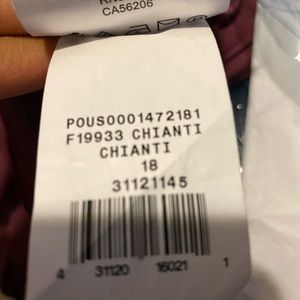 CA56206
POUS0001472181
F19933 CHIANTI
CHIANTI
18
31121145
4 31120 16021 1